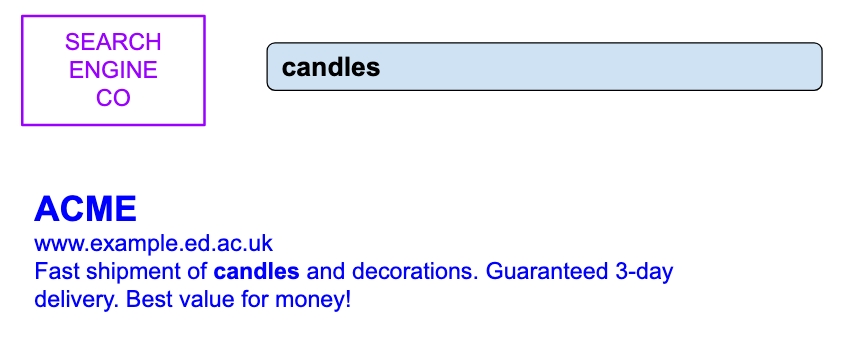 SEARCH
ENGINE
CO
candles
ACME
www.example.ed.ac.uk
Fast shipment of candles and decorations. Guaranteed 3-day
delivery. Best value for money!